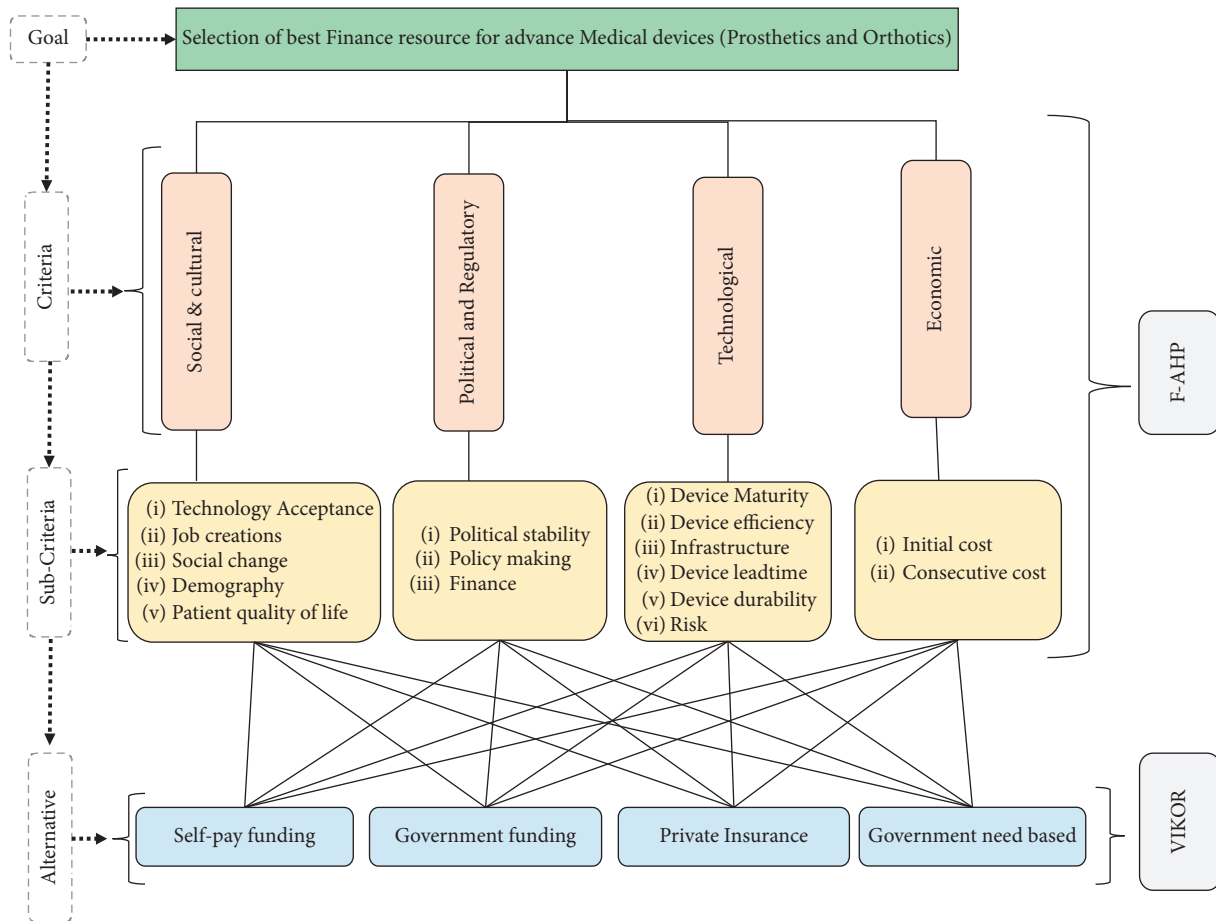 Goal
Selection of best Finance resource for advance Medical devices (Prosthetics and Orthotics)
Criteria
Social & cultural
Political and Regulatory
Technological
Economic
F-AHP
Sub-Criteria
(i) Technology Acceptance
(ii) Job creations
(iii) Social change
(iv) Demography
(v) Patient quality of life
(i) Political stability
(ii) Policy making
(iii) Finance
(i) Device Maturity
(ii) Device efficiency
(iii) Infrastructure
(iv) Device leadtime
(v) Device durability
(vi) Risk
(i) Initial cost
(ii) Consecutive cost
Alternative
Self-pay funding
Government funding
Private Insurance
Government need based
VIKOR